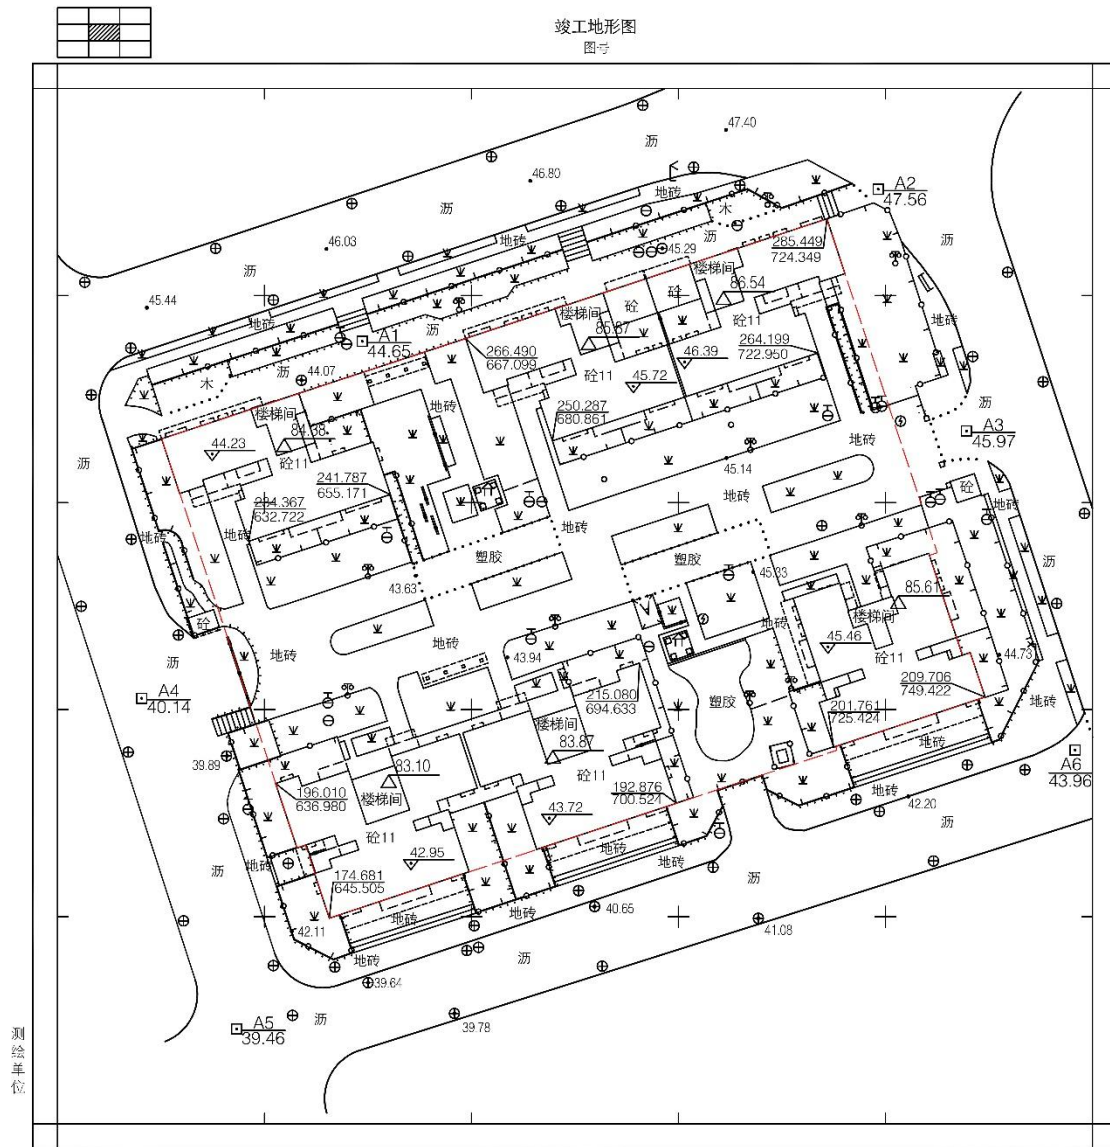 竣工地形图
图号
47.40
沥
46.80
地砖
A2
47.56
沥
木
46.03
地砖
45.29
沥
285.449
724.349
沥
沥
楼梯间
86.54
45.44
楼梯间
砼
砼
地砖
沥
砼11
地砖
A1
44.65
85.87
264.199
722.950
266.490
667.099
46.39
沥
44.07
砼11
45.72
木
地砖
250.287
680.861
楼梯间
沥
84.38
A3
45.97
44.23
砼11
地砖
沥
45.14
241.787
655.171
地砖
砼
234.367
632.722
地砖
地砖
地砖
地砖
塑胶
塑胶
沥
43.63
45.33
85.61
楼梯间
砼
地砖
45.46
沥
地砖
地砖
43.94
砼11
44.73
A4
40.14
215.080
694.633
209.706
749.422
塑胶
201.761
725.424
地砖
楼梯间
地砖
83.87
A6
43.96
39.89
83.10
砼11
196.010
636.980
楼梯间
192.876
700.524
地砖
42.20
43.72
沥
砼11
42.95
地砖
地砖
沥
地砖
沥
174.681
645.505
地砖
地砖
40.65
41.08
42.11
地砖
沥
39.64
A5
39.46
沥
39.78
测绘单位